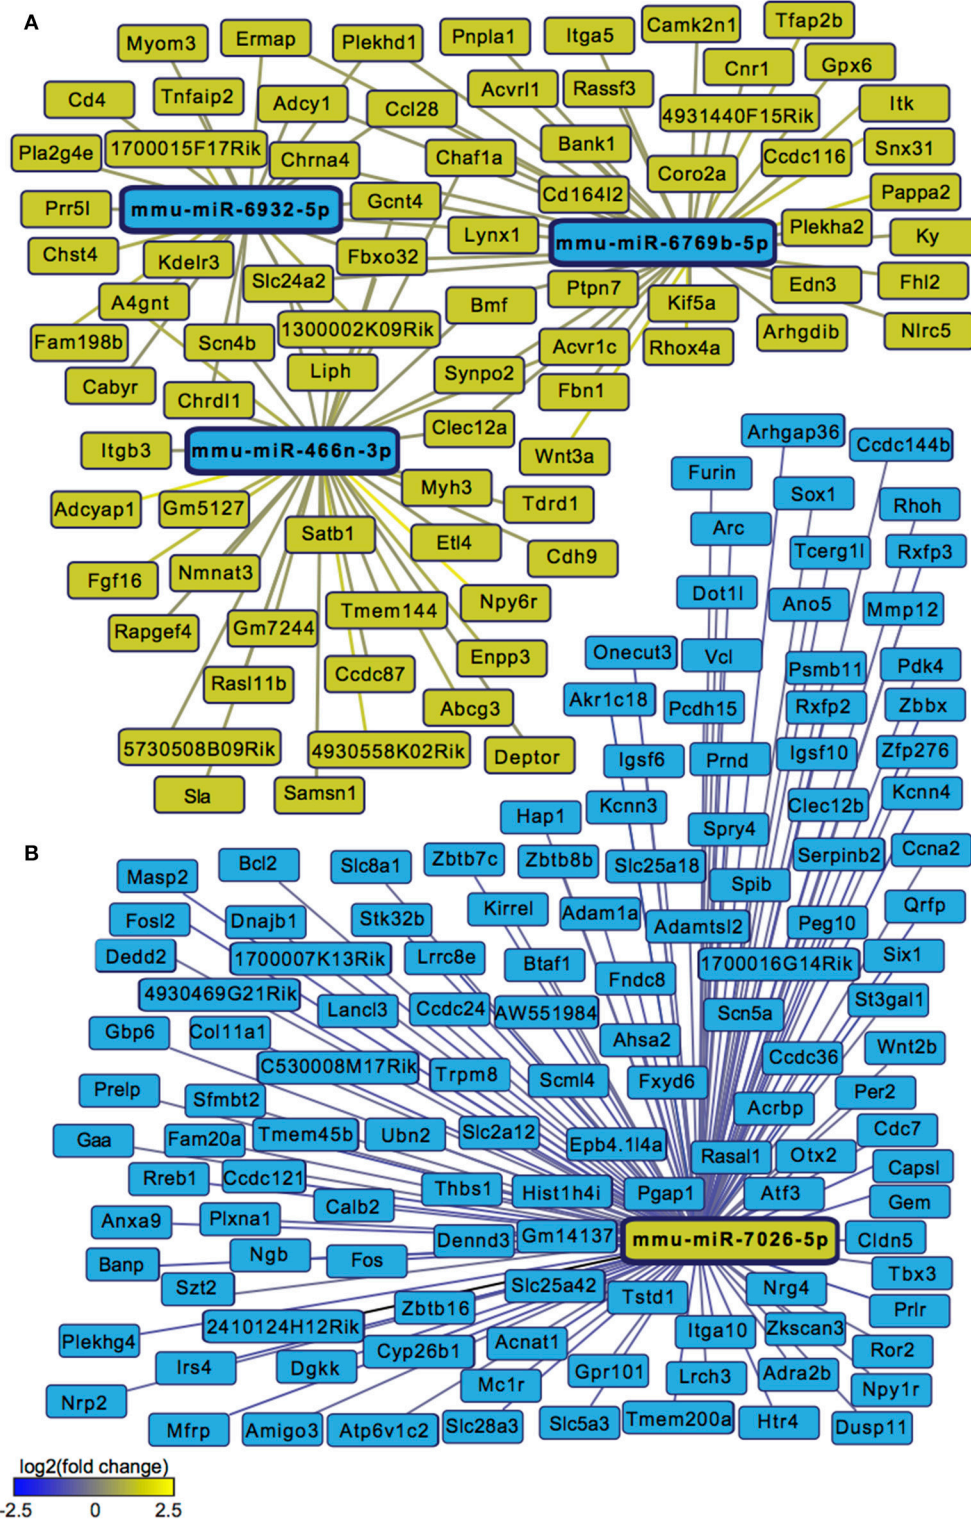 A
Myom3
Ermap
Plekhd1
Pnpla1
Itga5
Camk2n1
Tfap2b
Cd4
Tnfaip2
Adcy1
Ccl28
Acvrl1
Rassf3
Cnr1
Gpx6
4931440F15Rik
Itk
Pla2g4e
1700015F17Rik
Chrna4
Chaf1a
Bank1
Coro2a
Ccdc116
Snx31
Prr5l
mmu-miR-6932-5p
Gcnt4
Cd164l2
Pappa2
Chst4
Kdelr3
Slc24a2
Fbxo32
Lynx1
mmu-miR-6769b-5p
Plekha2
Ky
A4gnt
Bmf
Ptpn7
Kif5a
Edn3
Fhl2
Fam198b
Scn4b
1300002K09Rik
Acvr1c
Rhox4a
Arhgdib
Nlrc5
Cabyr
Chrdl1
Liph
Synpo2
Fbn1
Itgb3
mmu-miR-466n-3p
Clec12a
Wnt3a
Adcyap1
Gm5127
Satb1
Myh3
Tdrd1
Fgf16
Nmnat3
Etl4
Cdh9
Rapgef4
Gm7244
Tmem144
Npy6r
Rasl11b
Ccdc87
Enpp3
Abcg3
5730508B09Rik
4930558K02Rik
Deptor
Sla
Samsn1
Arhgap36
Ccdc144b
Furin
Sox1
Rhoh
Arc
Tcerg1l
Rxfp3
Dot1l
Ano5
Mmp12
Onecut3
Vcl
Psmb11
Pdk4
Akr1c18
Pcdh15
Rxfp2
Zbbx
Igsf6
Prnd
Igsf10
Zfp276
Hap1
Kcnn3
Spry4
Clec12b
Kcnn4
B
Masp2
Bcl2
Slc8a1
Zbtb7c
Zbtb8b
Slc25a18
Spib
Serpinb2
Ccna2
Fosl2
Dnajb1
Stk32b
Kirrel
Adam1a
Adamtsl2
Peg10
Qrfp
Dedd2
1700007K13Rik
Lrrc8e
Btaf1
Fndc8
1700016G14Rik
Six1
4930469G21Rik
Lancl3
Ccdc24
AW551984
Scn5a
St3gal1
Gbp6
Col11a1
Ahsa2
Ccdc36
Wnt2b
C530008M17Rik
Trpm8
Scml4
Fxyd6
Per2
Prelp
Sfmbt2
Acrbp
Gaa
Fam20a
Tmem45b
Ubn2
Slc2a12
Epb4.1l4a
Rasal1
Otx2
Cdc7
Rreb1
Ccdc121
Calb2
Thbs1
Hist1h4i
Pgap1
Atf3
Capsl
Gem
Anxa9
Plxna1
Dennd3
Gm14137
mmu-miR-7026-5p
Cldn5
Banp
Ngb
Fos
Tbx3
Szt2
Slc25a42
Tstd1
Nrg4
Prlr
Plekhg4
2410124H12Rik
Zbtb16
Itga10
Zkscan3
Irs4
Dgkk
Cyp26b1
Acnat1
Ror2
Nrp2
Mc1r
Gpr101
Lrch3
Adra2b
Npy1r
Mfrp
Amigo3
Atp6v1c2
Slc28a3
Slc5a3
Tmem200a
Htr4
Dusp11
log2(fold change)
-2.5 0 2.5